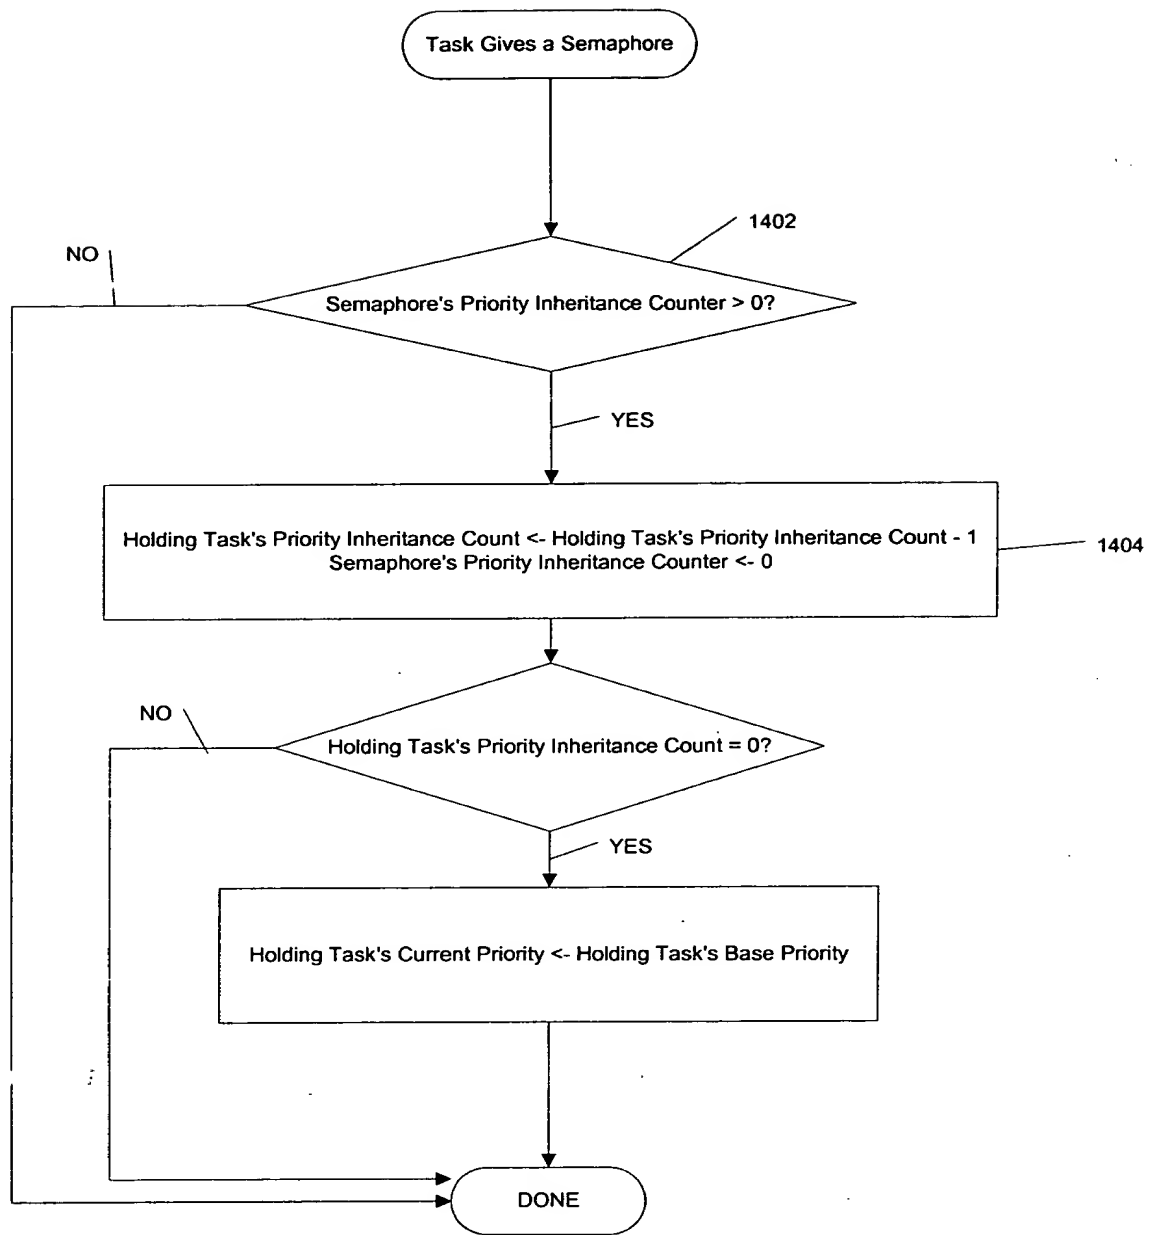 Task Gives a Semaphore
1402
NO
Semaphore's Priority Inheritance Counter > 0?
YES
Holding Task's Priority Inheritance Count <- Holding Task's Priority Inheritance Count - 1
Semaphore's Priority Inheritance Counter <- 0
1404
NO
Holding Task's Priority Inheritance Count = 0?
YES
Holding Task's Current Priority <- Holding Task's Base Priority
DONE